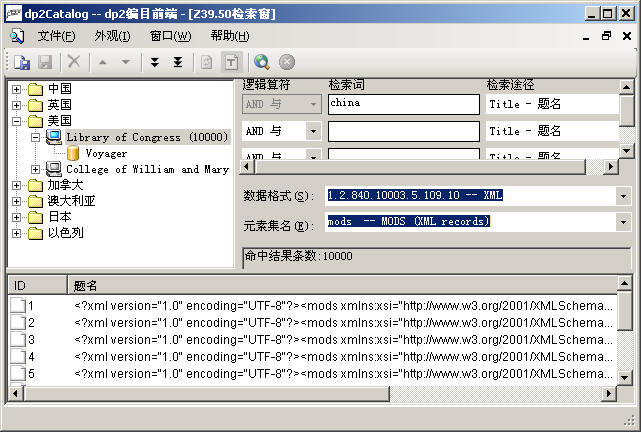 dp2Catalog -- dp2编目前端 - [Z39.50检索窗]
文件(F) 外观(I) 窗口(W) 帮助(H)
中国
英国
美国
Library of Congress (10000)
Voyager
College of William and Mary
加拿大
澳大利亚
日本
以色列
逻辑算符 检索词 检索途径
AND 与 china Title - 题名
AND 与 Title - 题名
AND 与 Title - 题名
数据格式(S): 1.2.840.10003.5.109.10 -- XML
元素集名(E): mods -- MODS (XML records)
命中结果条数:10000
ID 题名
1 <?xml version="1.0" encoding="UTF-8"?><mods xmlns:xsi="http://www.w3.org/2001/XMLSchema...
2 <?xml version="1.0" encoding="UTF-8"?><mods xmlns:xsi="http://www.w3.org/2001/XMLSchema...
3 <?xml version="1.0" encoding="UTF-8"?><mods xmlns:xsi="http://www.w3.org/2001/XMLSchema...
4 <?xml version="1.0" encoding="UTF-8"?><mods xmlns:xsi="http://www.w3.org/2001/XMLSchema...
5 <?xml version="1.0" encoding="UTF-8"?><mods xmlns:xsi="http://www.w3.org/2001/XMLSchema...